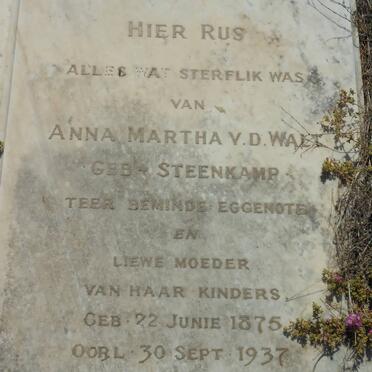 HIER RUS
ALLES WAT STERFLIK WAS
VAN
ANNA MARTHA V.D. WALT
GEB - STEENKAMP
TEER BEMINDE EGGENOTE
EN
LIEWE MOEDER
VAN HAAR KINDERS.
GEB. 22 JUNIE 1875.
OORL. 30 SEPT. 1937.